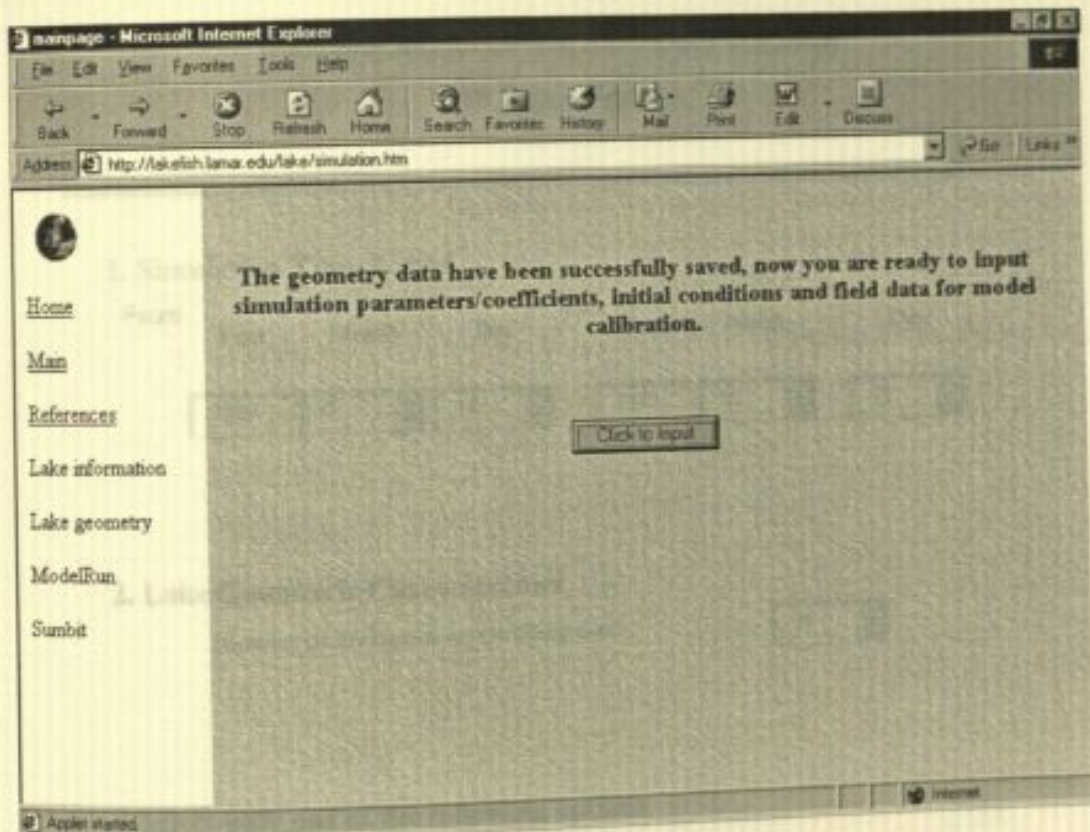 mainpage - Microsoft Internet Explorer
File Edit View Favorites Tools Help
Back Forward Stop Refresh Home Search Favorites History Mail Print Edit Discuss
Address http://lakefish.lamar.edu/lake/simulation.htm Go Links »
The geometry data have been successfully saved, now you are ready to input
simulation parameters/coefficients, initial conditions and field data for model
calibration.
Click to Input
Home
Main
References
Lake information
Lake geometry
ModelRun
Sumbit
Applet started. Internet